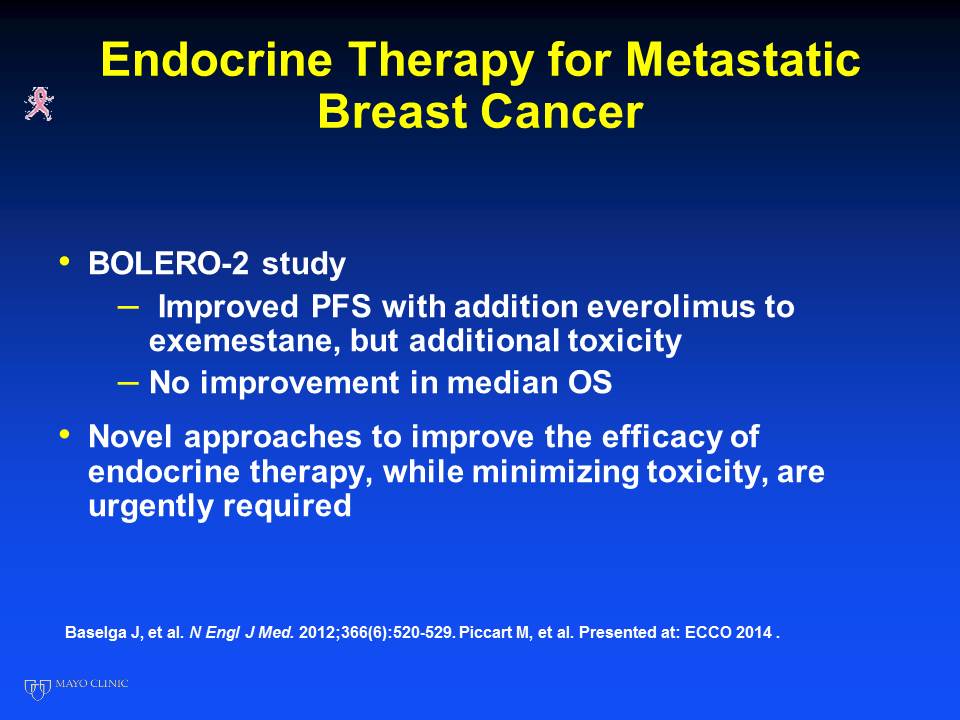 Endocrine Therapy for Metastatic
Breast Cancer
• BOLERO-2 study
– Improved PFS with addition everolimus to
exemestane, but additional toxicity
– No improvement in median OS
• Novel approaches to improve the efficacy of
endocrine therapy, while minimizing toxicity, are
urgently required
Baselga J, et al. N Engl J Med. 2012;366(6):520-529. Piccart M, et al. Presented at: ECCO 2014 .
MAYO CLINIC